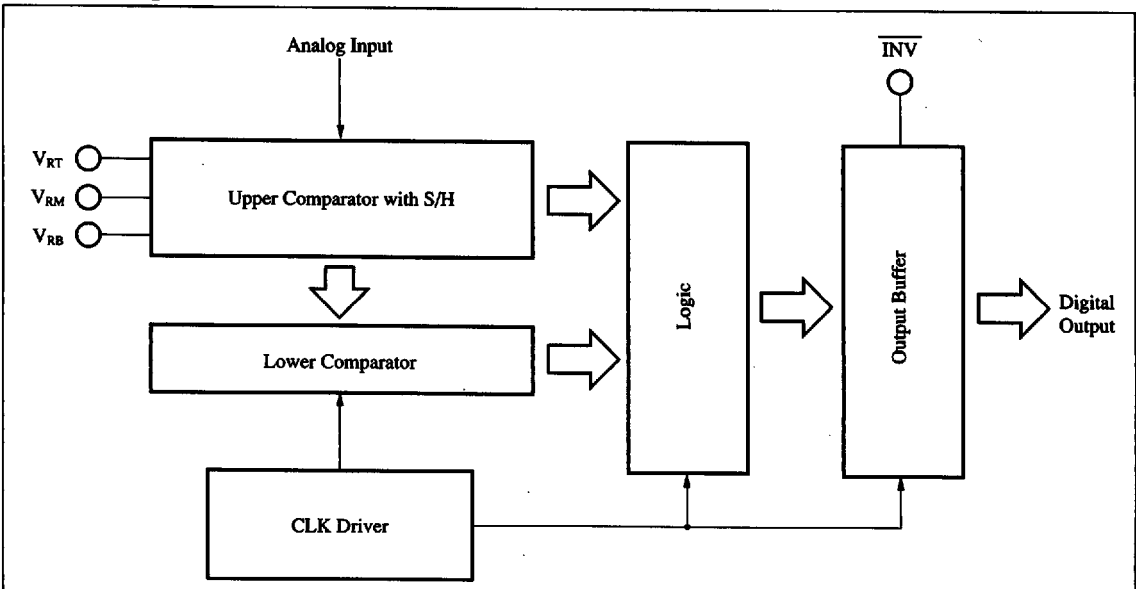 Analog Input
INV
V_RT
V_RM
V_RB
Upper Comparator with S/H
Lower Comparator
CLK Driver
Logic
Output Buffer
Digital
Output